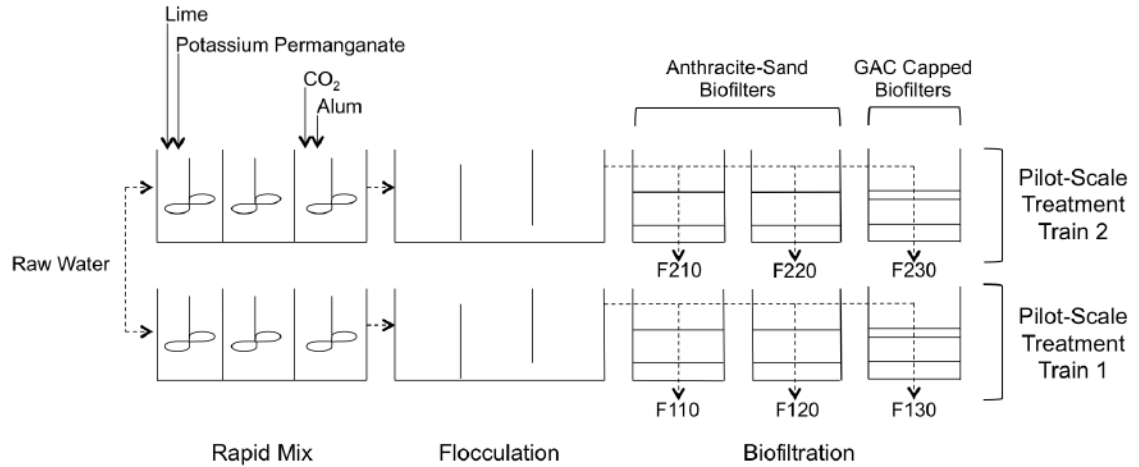 Lime
Potassium Permanganate
CO₂
Alum
Anthracite-Sand
Biofilters
GAC Capped
Biofilters
Raw Water
F210
F220
F230
Pilot-Scale
Treatment
Train 2
F110
F120
F130
Pilot-Scale
Treatment
Train 1
Rapid Mix
Flocculation
Biofiltration